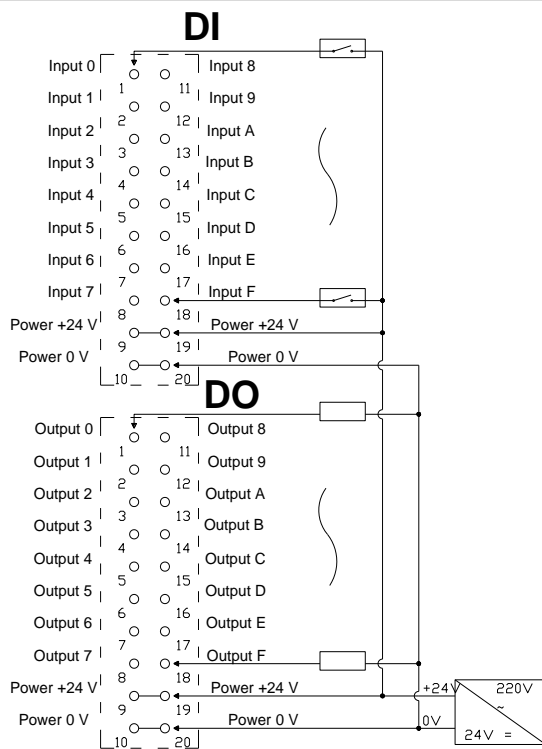 DI
Input 0 Input 8
1 11
Input 1 Input 9
2 12
Input 2 Input A
3 13
Input 3 Input B
4 14
Input 4 Input C
5 15
Input 5 Input D
6 16
Input 6 Input E
7 17
Input 7 Input F
8 18
Power +24 V Power +24 V
9 19
Power 0 V Power 0 V
10 20
DO
Output 0 Output 8
1 11
Output 1 Output 9
2 12
Output 2 Output A
3 13
Output 3 Output B
4 14
Output 4 Output C
5 15
Output 5 Output D
6 16
Output 6 Output E
7 17
Output 7 Output F
8 18
Power +24 V Power +24 V +24V 220V
9 19 ~
Power 0 V Power 0 V 0V
10 20 24V =